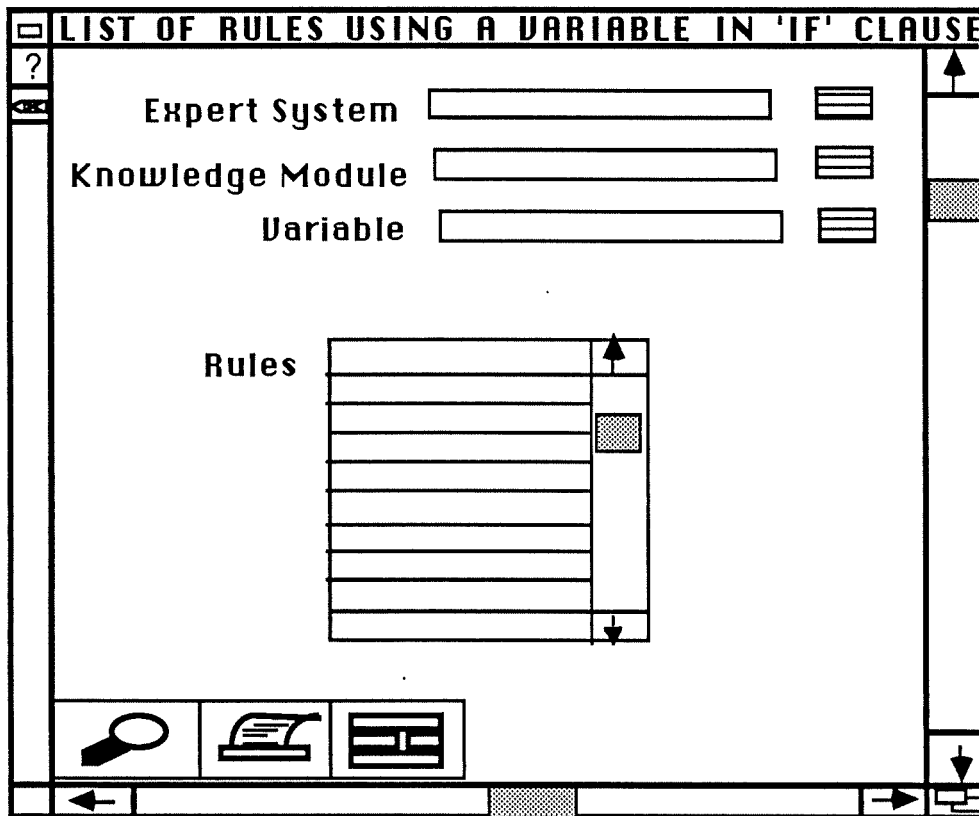 LIST OF RULES USING A VARIABLE IN 'IF' CLAUSE
?
Expert System
Knowledge Module
Variable
Rules